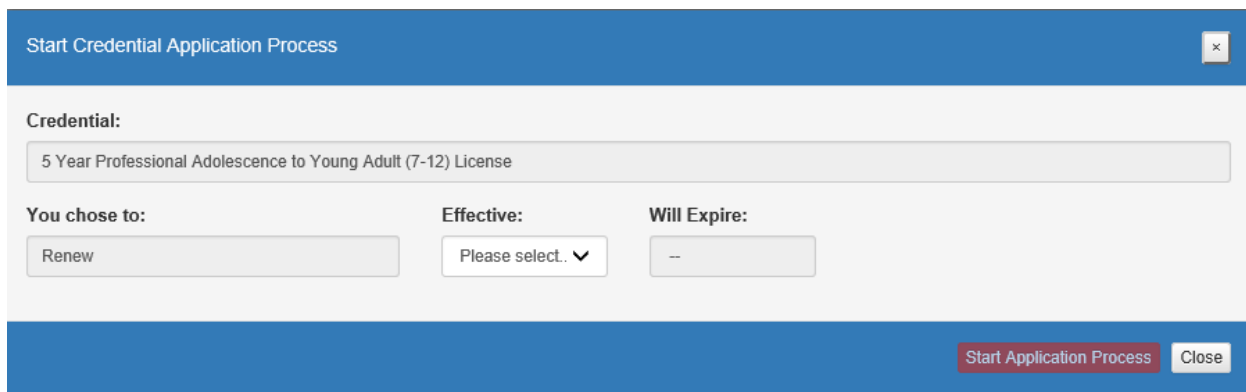 Start Credential Application Process
×
Credential:
5 Year Professional Adolescence to Young Adult (7-12) License
You chose to:
Effective:
Will Expire:
Renew
Please select..
--
Start Application Process
Close